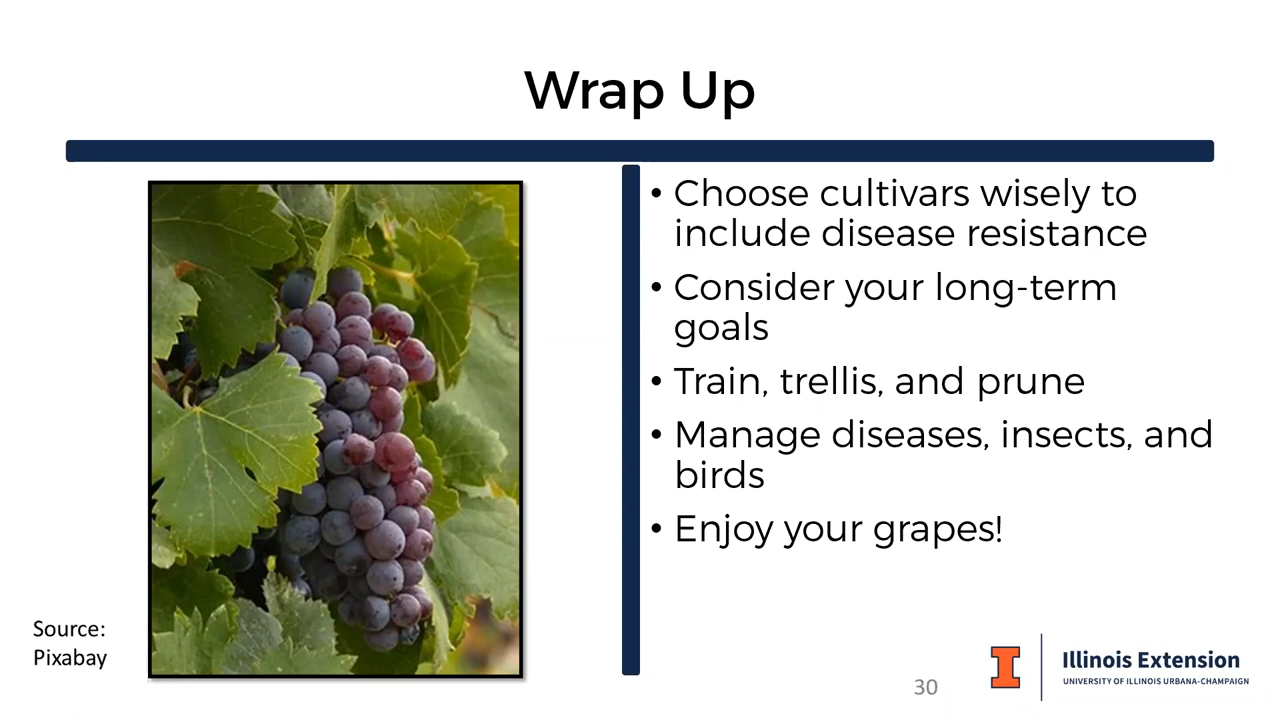 Wrap Up
• Choose cultivars wisely to
include disease resistance
• Consider your long-term
goals
• Train, trellis, and prune
• Manage diseases, insects, and
birds
• Enjoy your grapes!
Source:
Pixabay
30
Illinois Extension
UNIVERSITY OF ILLINOIS URBANA-CHAMPAIGN